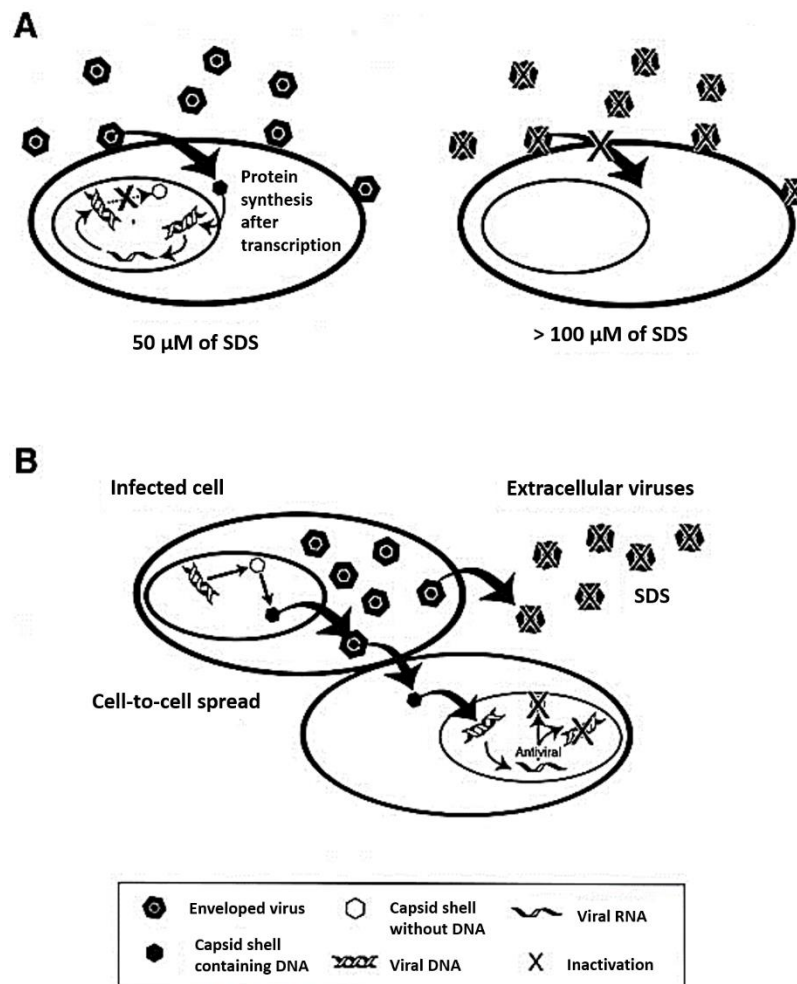 A
Protein
synthesis
after
transcription
50 µM of SDS
> 100 µM of SDS
B
Infected cell
Extracellular viruses
SDS
Cell-to-cell spread
Antiviral
Enveloped virus
Capsid shell
without DNA
Viral RNA
Capsid shell
containing DNA
Viral DNA
Inactivation